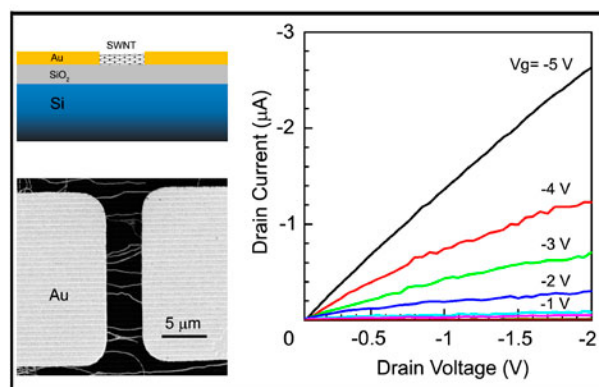 SWNT
Au
SiO₂
Si
Au
5 μm
-3
-2
-1
0
Drain Current (μA)
Vg= -5 V
-4 V
-3 V
-2 V
-1 V
-0.5 -1 -1.5 -2
Drain Voltage (V)